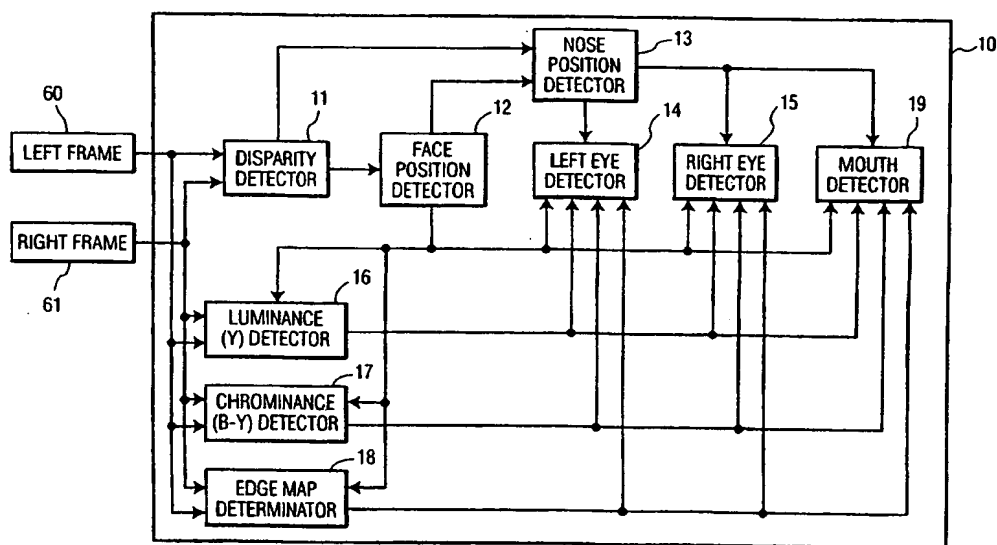 NOSE
POSITION
DETECTOR
13
10
60
LEFT FRAME
11
DISPARITY
DETECTOR
12
FACE
POSITION
DETECTOR
14
LEFT EYE
DETECTOR
15
RIGHT EYE
DETECTOR
19
MOUTH
DETECTOR
RIGHT FRAME
61
16
LUMINANCE
(Y) DETECTOR
17
CHROMINANCE
(B-Y) DETECTOR
18
EDGE MAP
DETERMINATOR